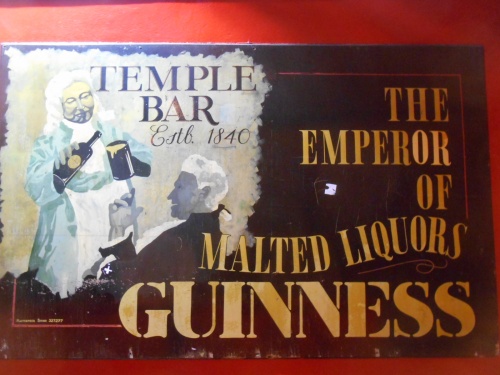 TEMPLE
BAR
Estb. 1840
THE
EMPEROR
OF
MALTED LIQUORS
GUINNESS